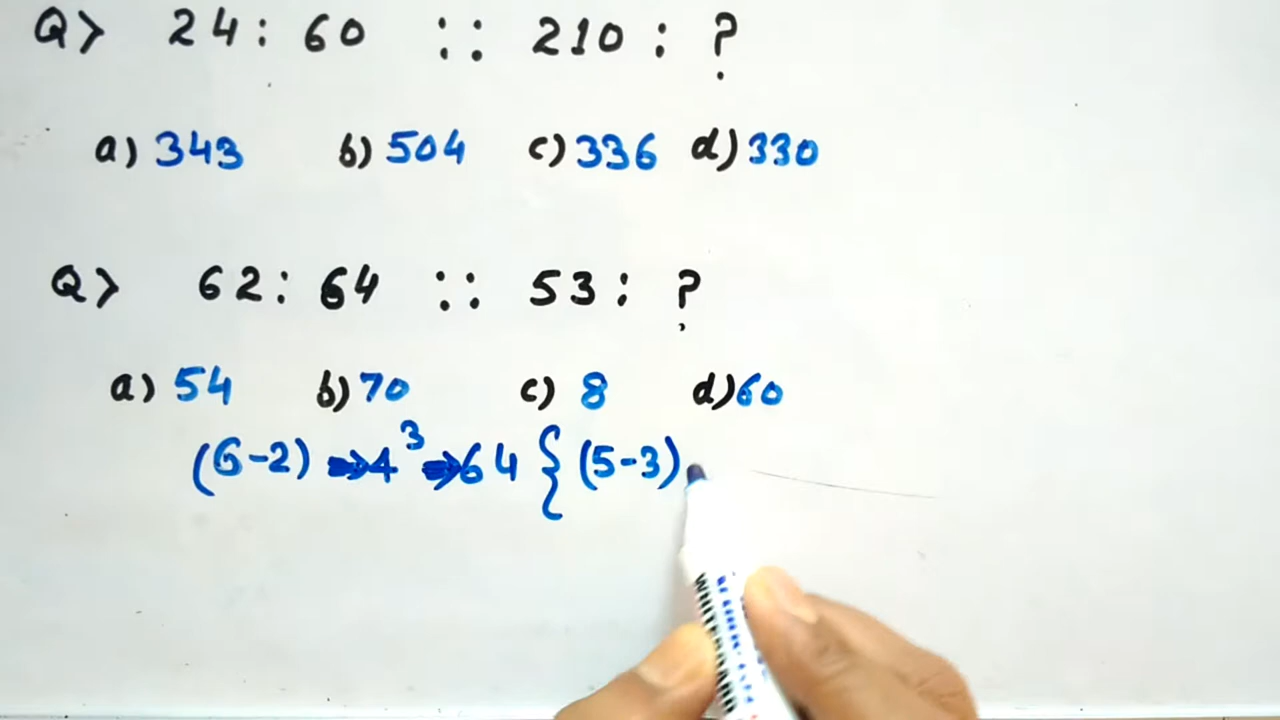 Q> 24 : 60 :: 210 : ?
a) 343 b) 504 c) 336 d) 330
Q> 62 : 64 :: 53 : ?
a) 54 b) 70 c) 8 d) 60
(6-2) ⇒ 4³ ⇒ 64 { (5-3)